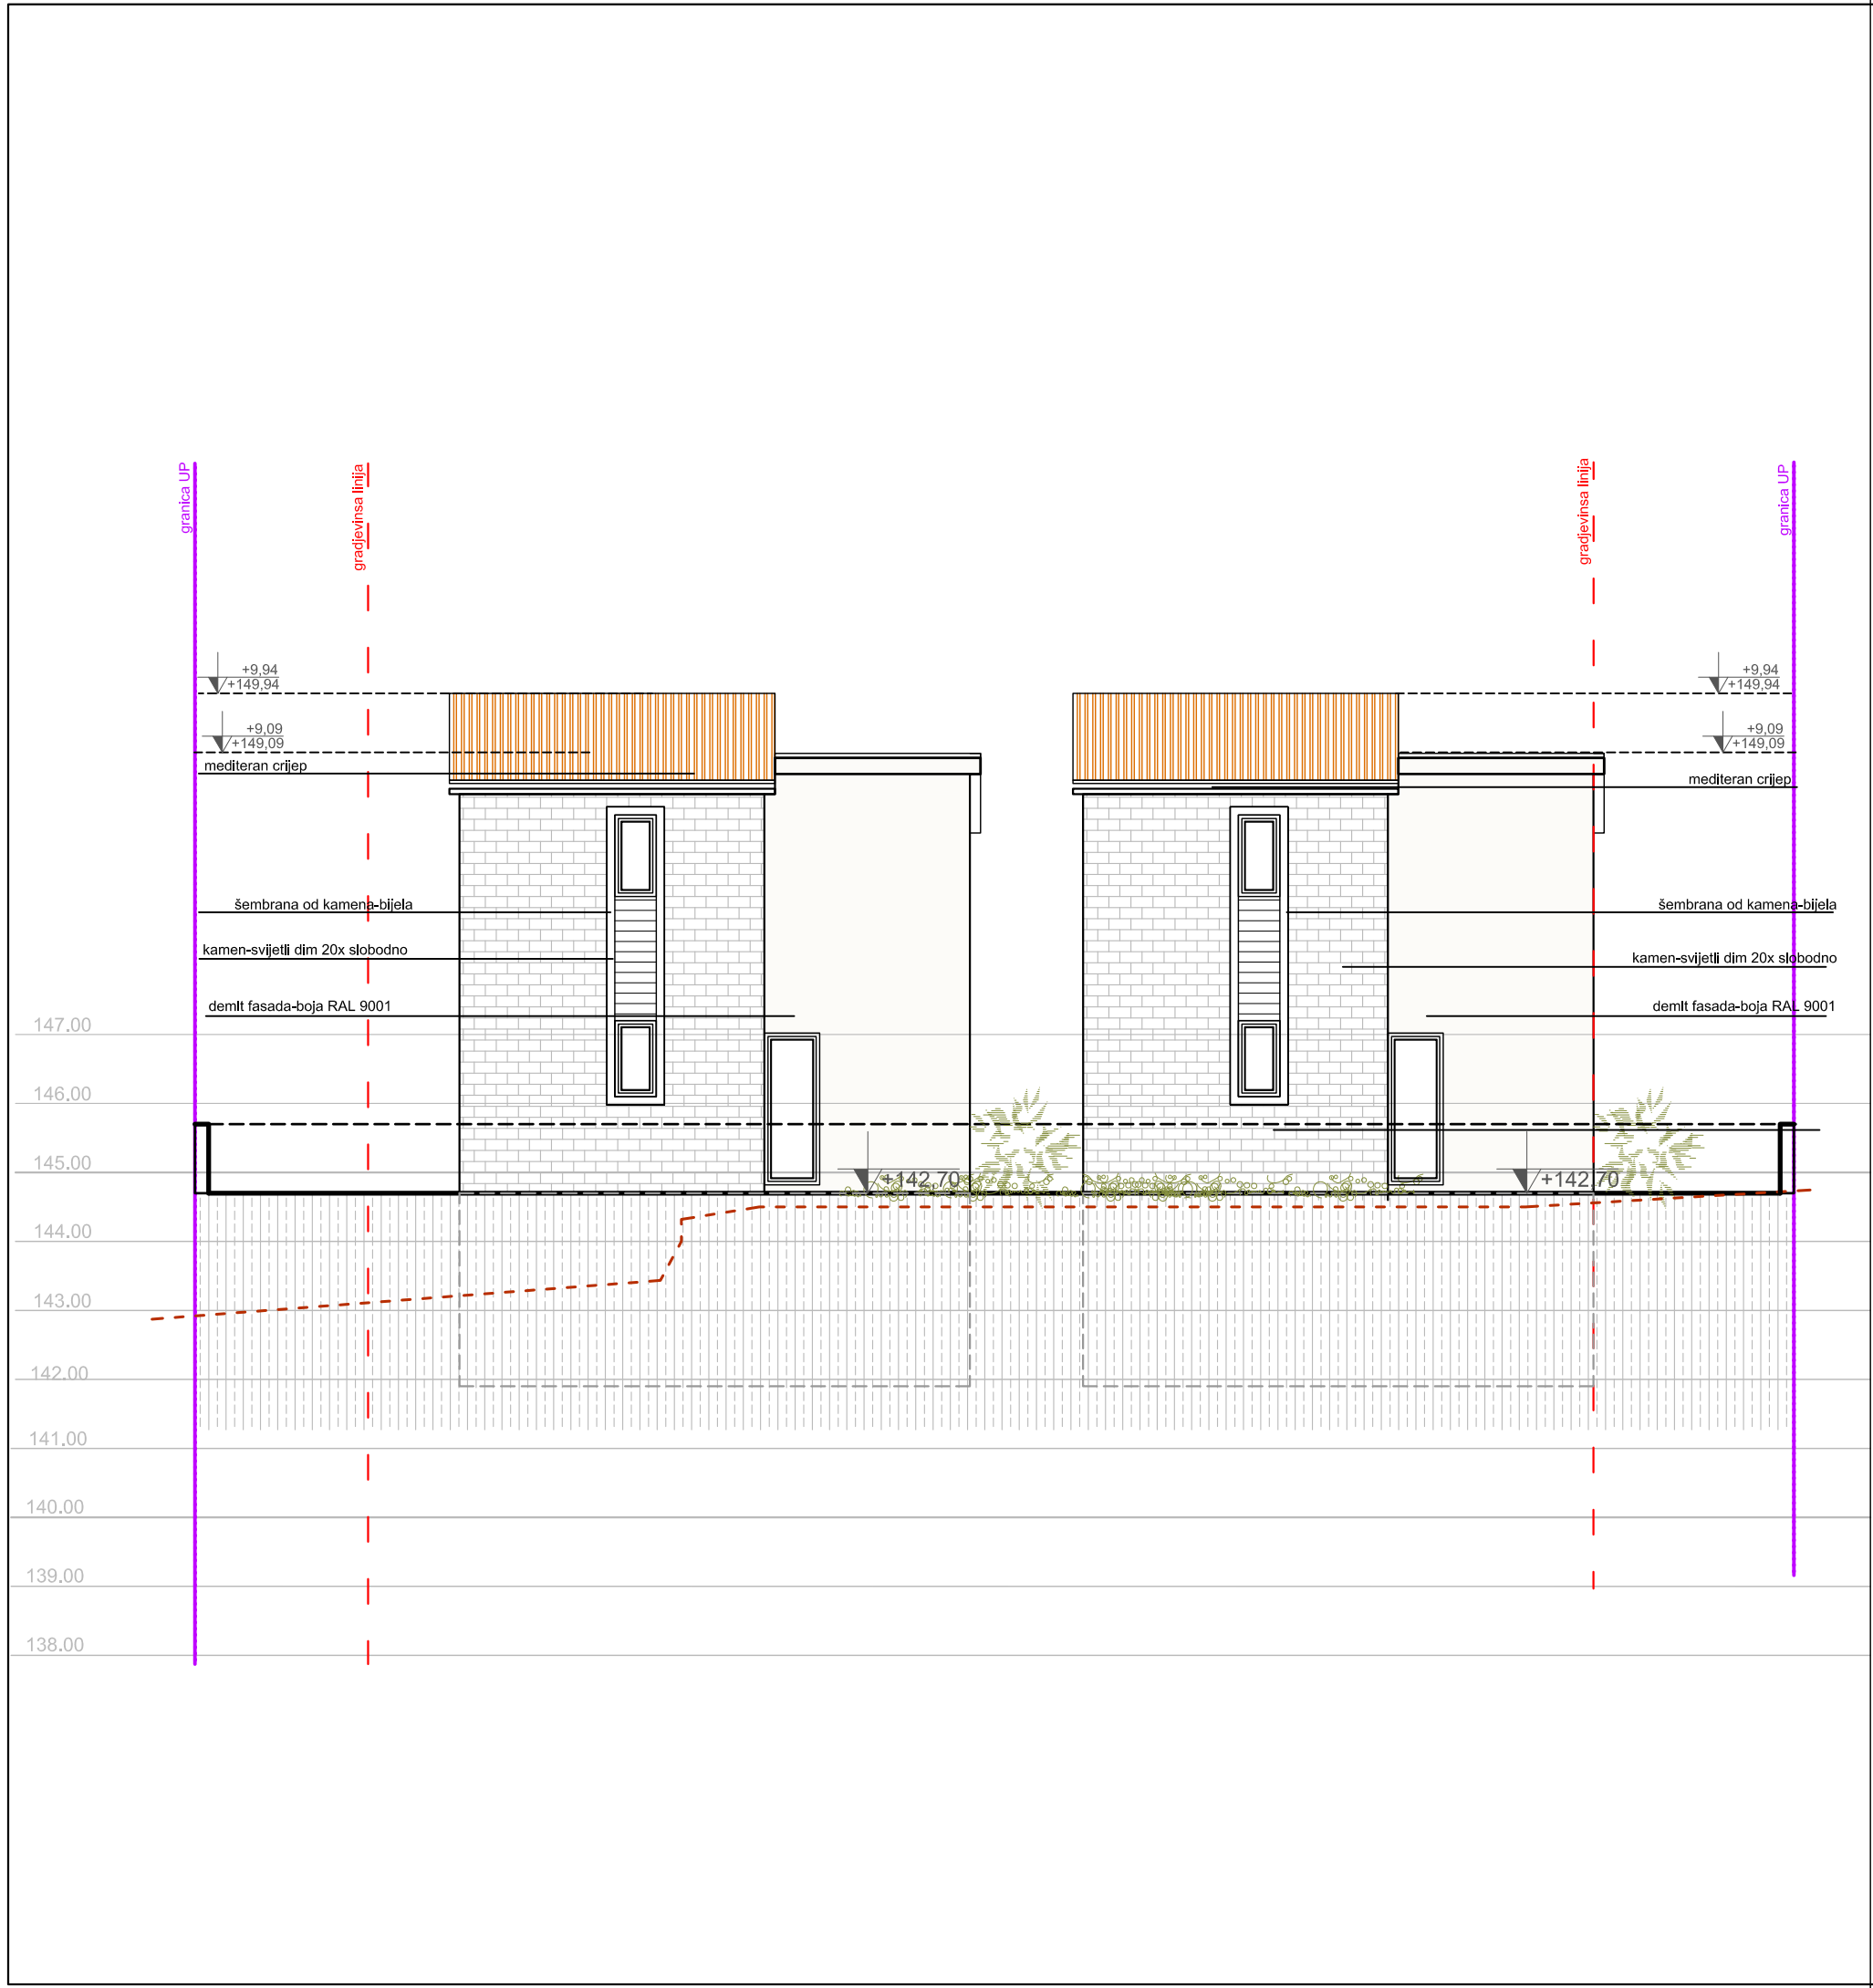 granica UP
gradjevinsa linija
gradjevinsa linija
granica UP
+9,94
+149,94
+9,94
+149,94
+9,09
+149,09
+9,09
+149,09
mediteran crijep
mediteran crijep
šembrana od kamena-bijela
šembrana od kamena-bijela
kamen-svijetli dim 20x slobodno
kamen-svijetli dim 20x slobodno
demit fasada-boja RAL 9001
demit fasada-boja RAL 9001
147.00
146.00
145.00
+142,70
+142,70
144.00
143.00
142.00
141.00
140.00
139.00
138.00